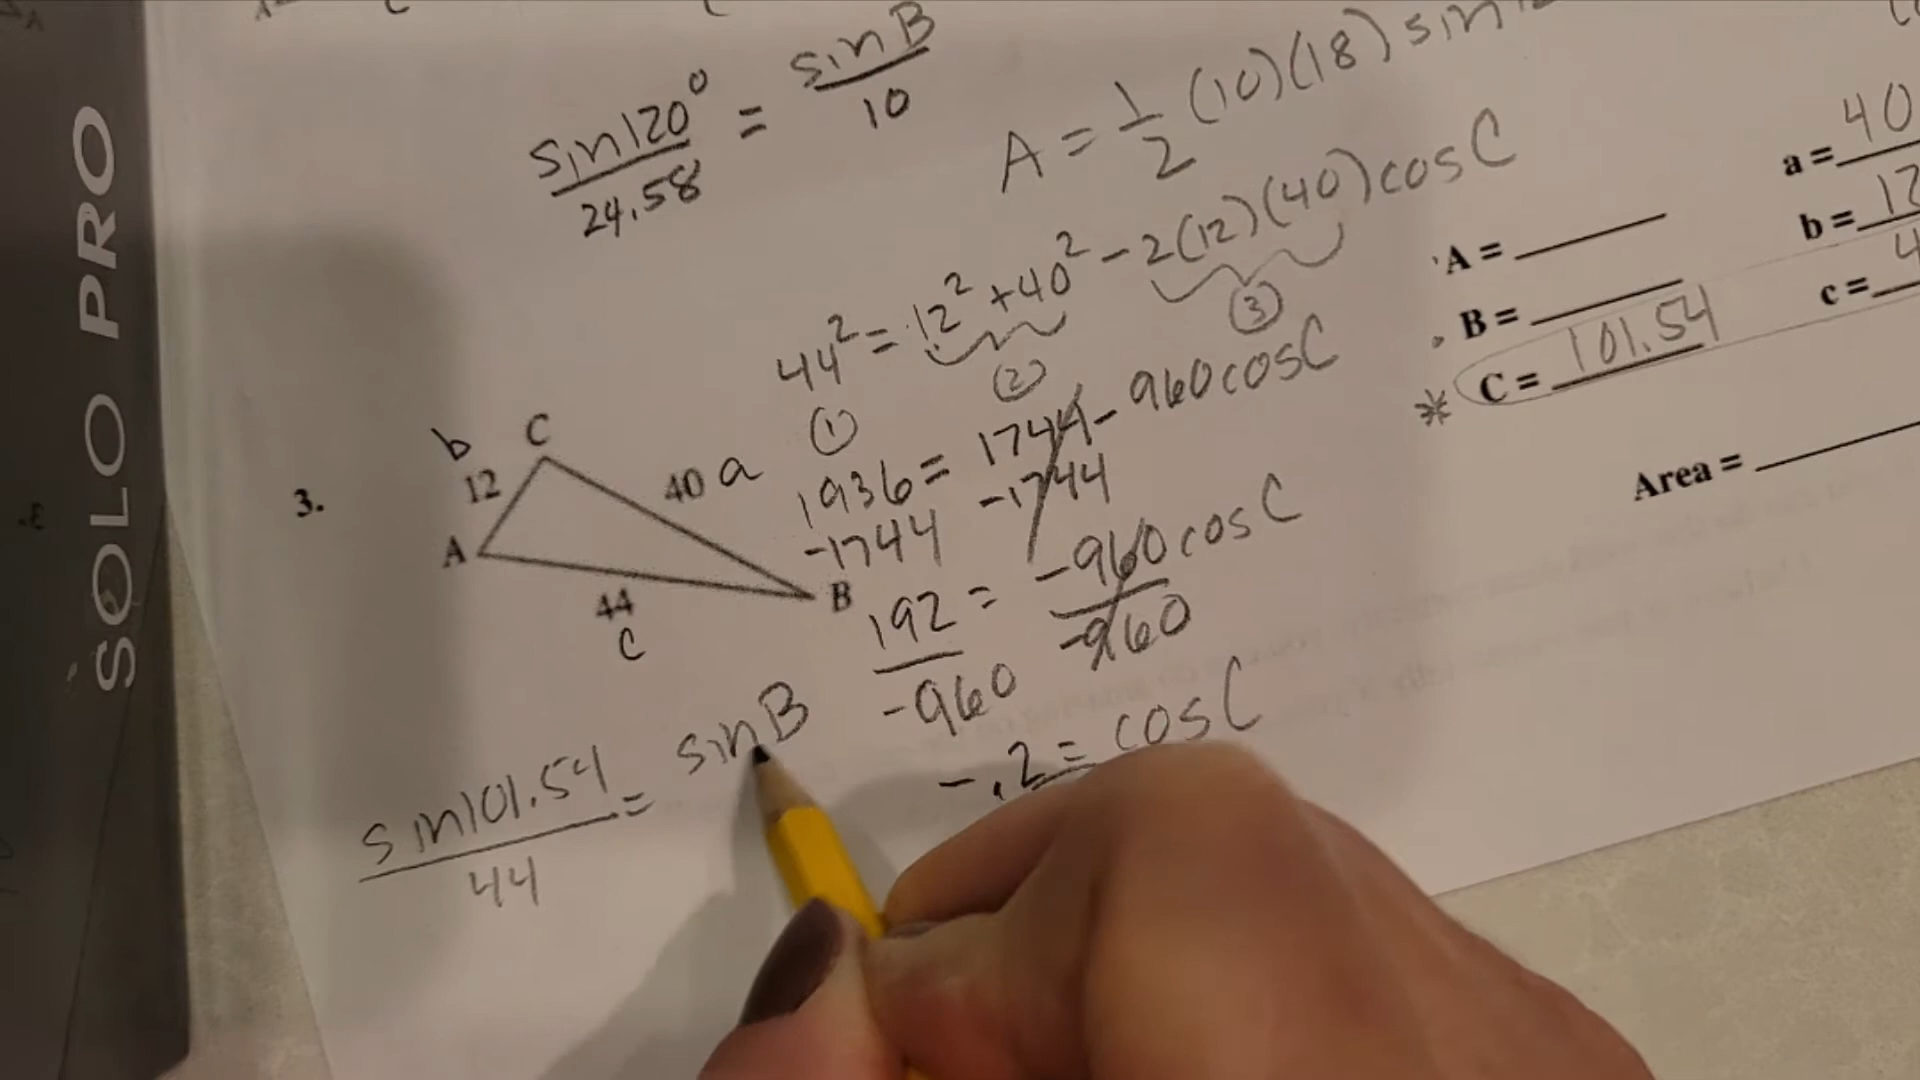 SOLO PRO
sin120° / 24.58 = sinB / 10
A = 1/2 (10)(18) sin
44² = 12² + 40² - 2(12)(40)cosC
① ② ③
1936 = 1744 - 960cosC
-1744 -1744
192 / -960 = -960cosC / -960
-.2 = cosC
3.
b C
12 40 a
A B
44
c
sin101.54 / 44 = sinB
a = 40
b = 12
c = 4
A =
B =
* C = 101.54
Area =